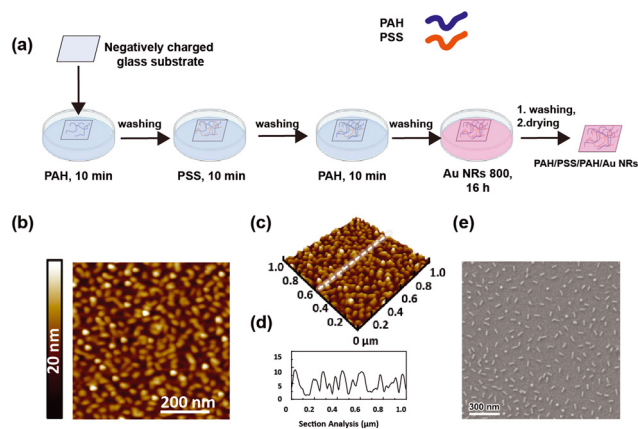 PAH
PSS
(a)
Negatively charged
glass substrate
washing
washing
washing
1. washing,
2.drying
PAH, 10 min
PSS, 10 min
PAH, 10 min
Au NRs 800,
16 h
PAH/PSS/PAH/Au NRs
(b)
20 nm
200 nm
(c)
1.0
0.8
0.6
0.4
0.2
0 µm
0.2
0.4
0.6
0.8
1.0
(d)
15
10
5
0
0 0.2 0.4 0.6 0.8 1.0
Section Analysis (µm)
(e)
300 nm